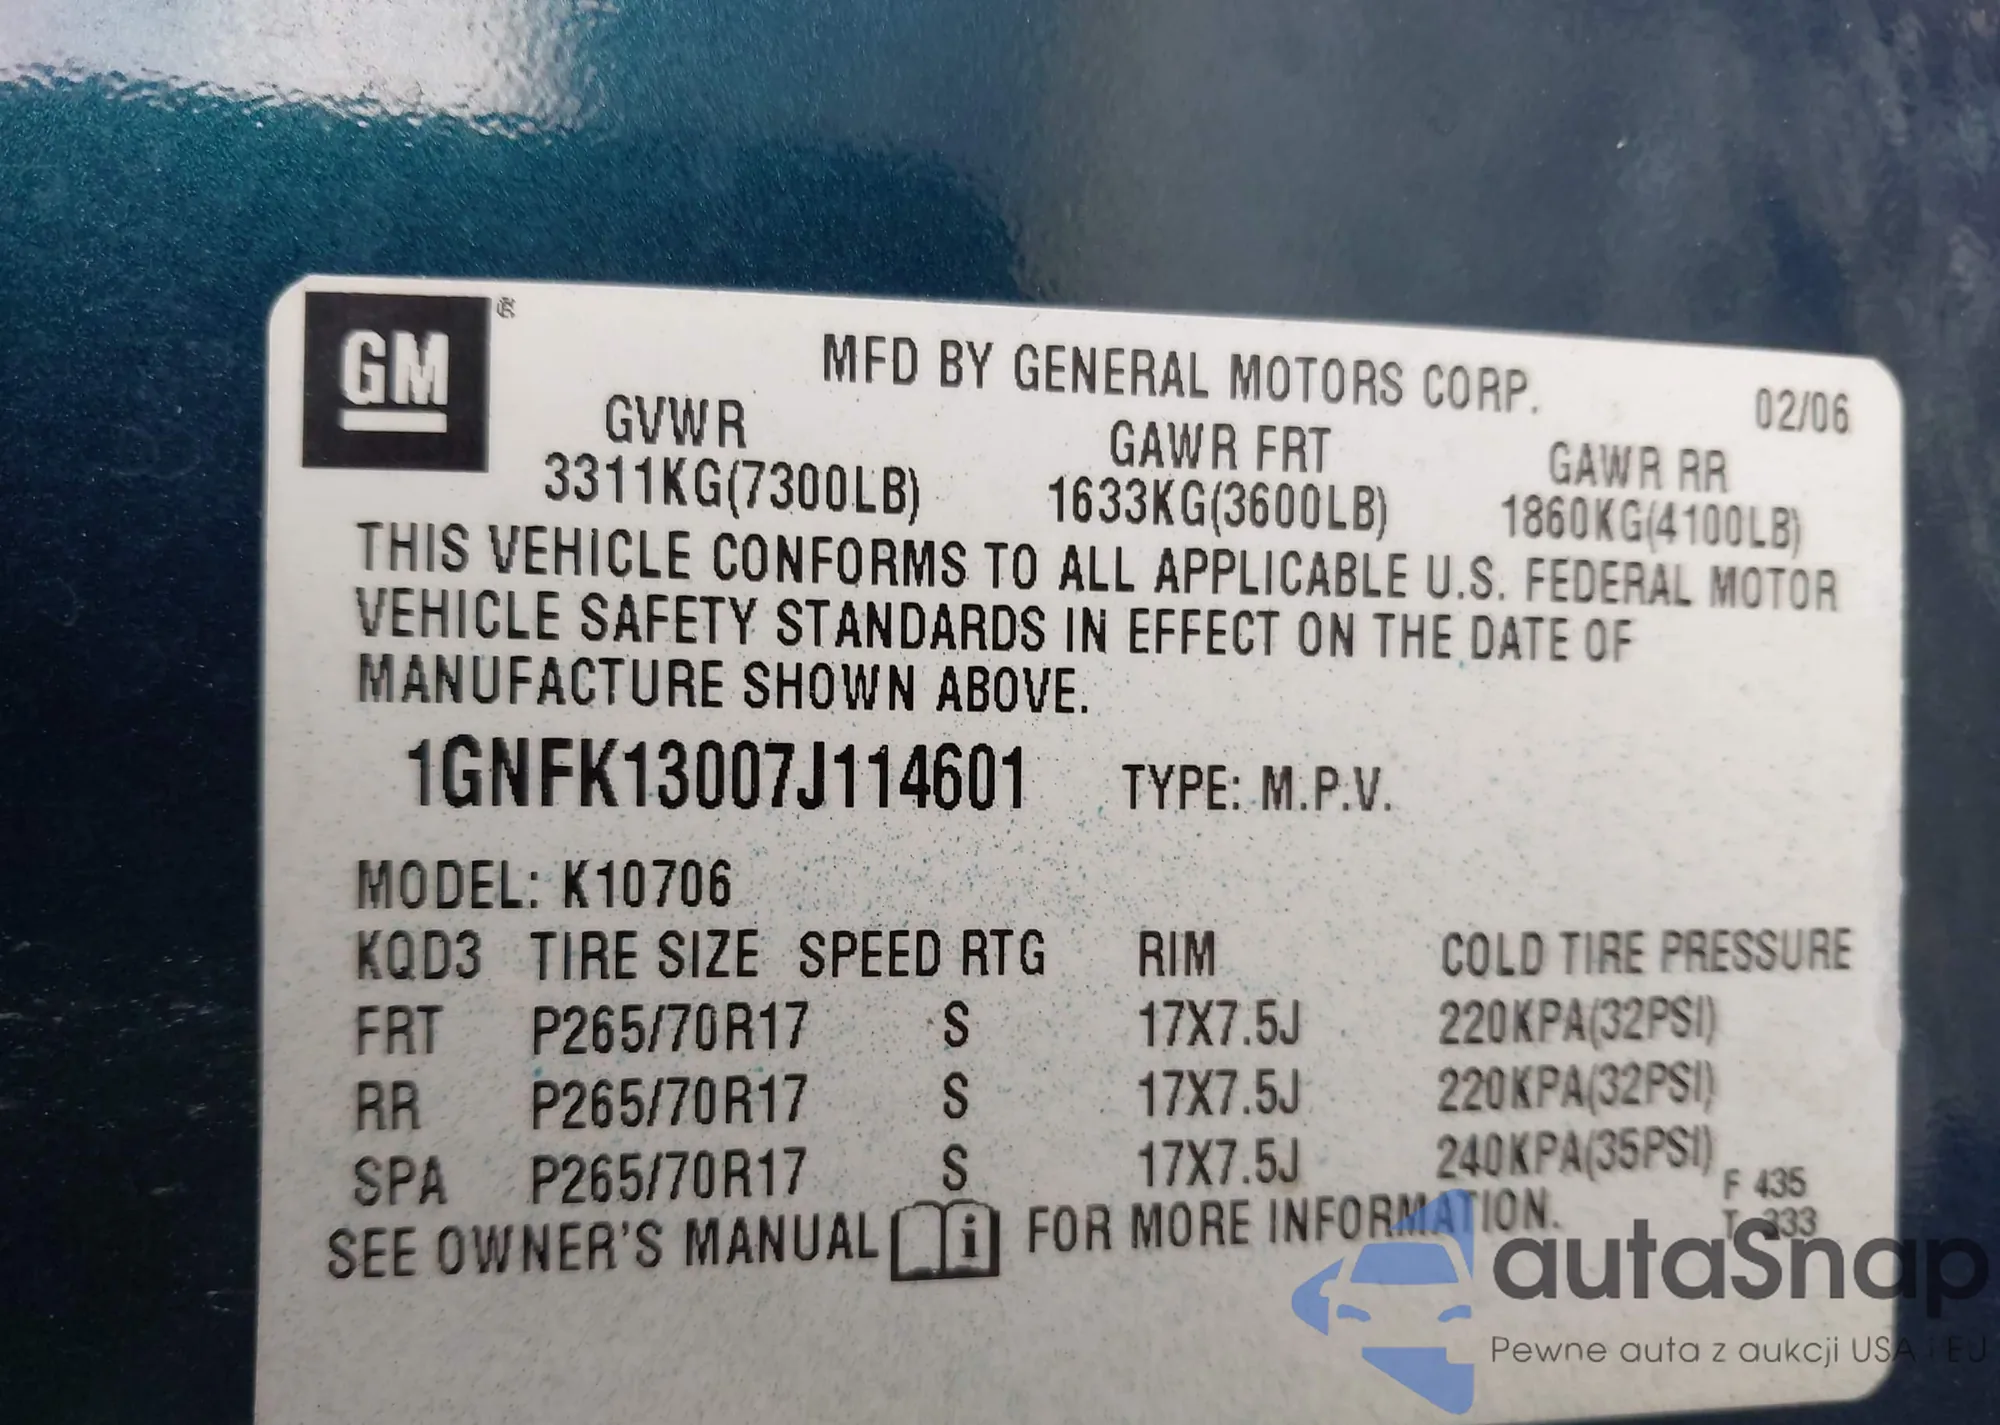 GM ®
MFD BY GENERAL MOTORS CORP. 02/06
GVWR GAWR FRT GAWR RR
3311KG(7300LB) 1633KG(3600LB) 1860KG(4100LB)
THIS VEHICLE CONFORMS TO ALL APPLICABLE U.S. FEDERAL MOTOR
VEHICLE SAFETY STANDARDS IN EFFECT ON THE DATE OF
MANUFACTURE SHOWN ABOVE.
1GNFK13007J114601 TYPE: M.P.V.
MODEL: K10706
KQD3 TIRE SIZE SPEED RTG RIM COLD TIRE PRESSURE
FRT P265/70R17 S 17X7.5J 220KPA(32PSI)
RR P265/70R17 S 17X7.5J 220KPA(32PSI)
SPA P265/70R17 S 17X7.5J 240KPA(35PSI)
F 435
SEE OWNER'S MANUAL i FOR MORE INFORMATION.
autaSnap
Pewne auta z aukcji USA i EU